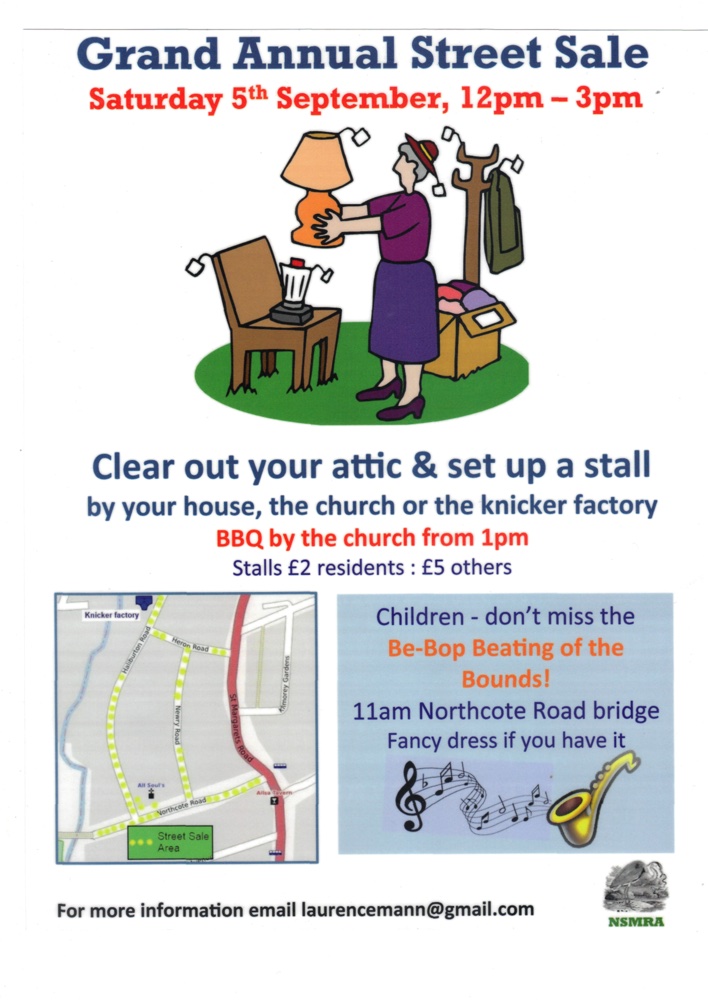 Grand Annual Street Sale
Saturday 5th September, 12pm – 3pm
Clear out your attic & set up a stall
by your house, the church or the knicker factory
BBQ by the church from 1pm
Stalls £2 residents : £5 others
Knicker factory
Haliburton Road
Heron Road
Newry Road
St Margarets Road
Kilmorey Gardens
All Soul's
Northcote Road
Ailsa Tavern
Street Sale
Area
Children - don't miss the
Be-Bop Beating of the
Bounds!
11am Northcote Road bridge
Fancy dress if you have it
For more information email laurencemann@gmail.com
NSMRA